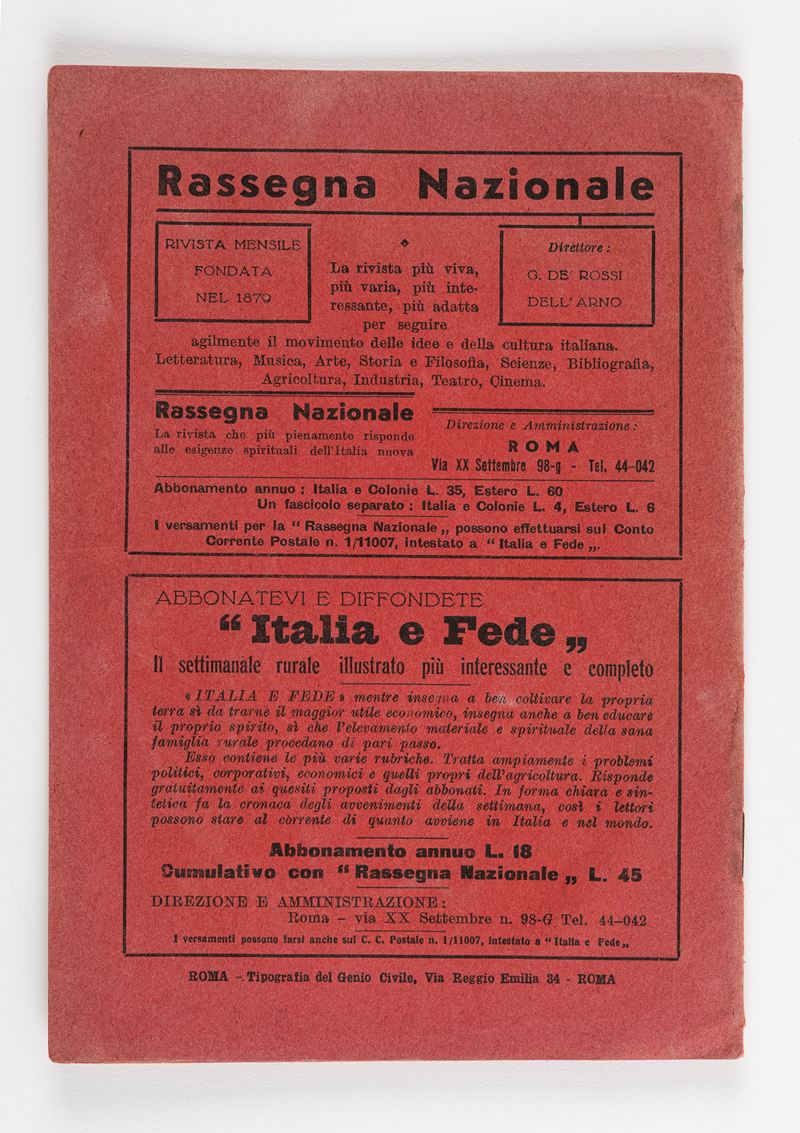 Rassegna Nazionale
RIVISTA MENSILE
FONDATA
NEL 1879
La rivista più viva,
più varia, più inte-
ressante, più adatta
per seguire
Direttore :
G. DE' ROSSI
DELL'ARNO
agilmente il movimento delle idee e della cultura italiana.
Letteratura, Musica, Arte, Storia e Filosofia, Scienze, Bibliografia,
Agricoltura, Industria, Teatro, Cinema.
Rassegna Nazionale
La rivista che più pienamente risponde
alle esigenze spirituali dell'Italia nuova
Direzione e Amministrazione :
ROMA
Via XX Settembre 98-g - Tel. 44-042
Abbonamento annuo : Italia e Colonie L. 35, Estero L. 60
Un fascicolo separato : Italia e Colonie L. 4, Estero L. 6
I versamenti per la “ Rassegna Nazionale „ possono effettuarsi sul Conto
Corrente Postale n. 1/11007, intestato a “ Italia e Fede „.
ABBONATEVI E DIFFONDETE
“ Italia e Fede „
Il settimanale rurale illustrato più interessante e completo
« ITALIA E FEDE » mentre insegna a ben coltivare la propria
terra sì da trarne il maggior utile economico, insegna anche a ben educare
il proprio spirito, sì che l'elevamento materiale e spirituale della sana
famiglia rurale procedano di pari passo.
Esso contiene le più varie rubriche. Tratta ampiamente i problemi
politici, corporativi, economici e quelli propri dell'agricoltura. Risponde
gratuitamente ai quesiti proposti dagli abbonati. In forma chiara e sin-
tetica fa la cronaca degli avvenimenti della settimana, così i lettori
possono stare al corrente di quanto avviene in Italia e nel mondo.
Abbonamento annuo L. 18
Cumulativo con “ Rassegna Nazionale „ L. 45
DIREZIONE E AMMINISTRAZIONE :
Roma – via XX Settembre n. 98-G Tel. 44–042
I versamenti possono farsi anche sul C. C. Postale n. 1/11007, intestato a “ Italia e Fede „
ROMA - Tipografia del Genio Civile, Via Reggio Emilia 34 - ROMA